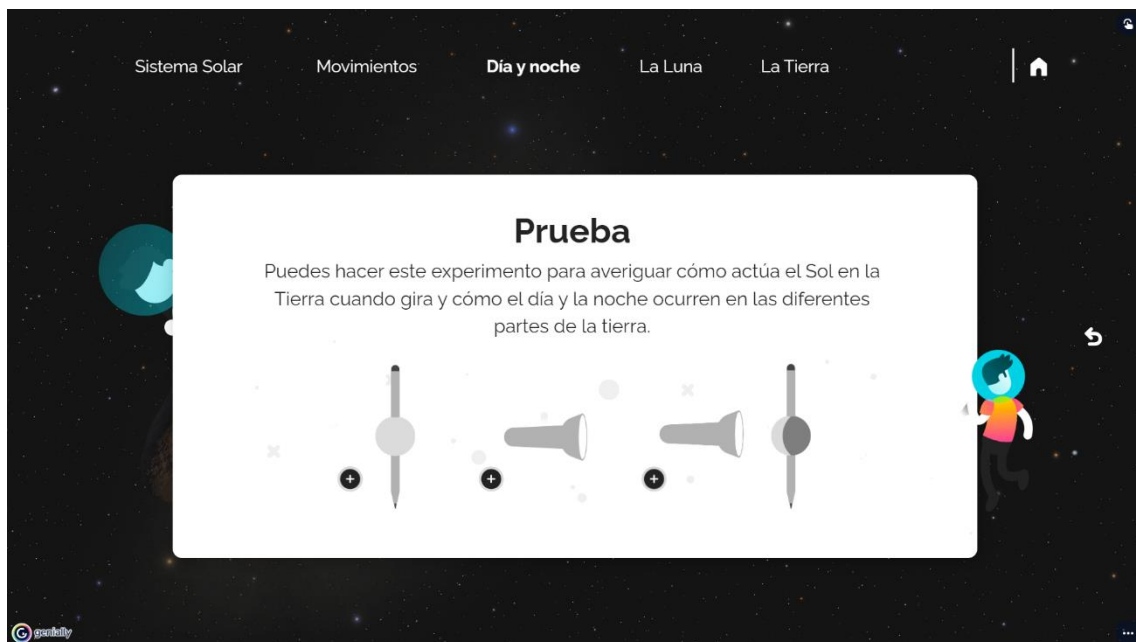 Sistema Solar Movimientos Día y noche La Luna La Tierra
Prueba
Puedes hacer este experimento para averiguar cómo actúa el Sol en la
Tierra cuando gira y cómo el día y la noche ocurren en las diferentes
partes de la tierra.
genially